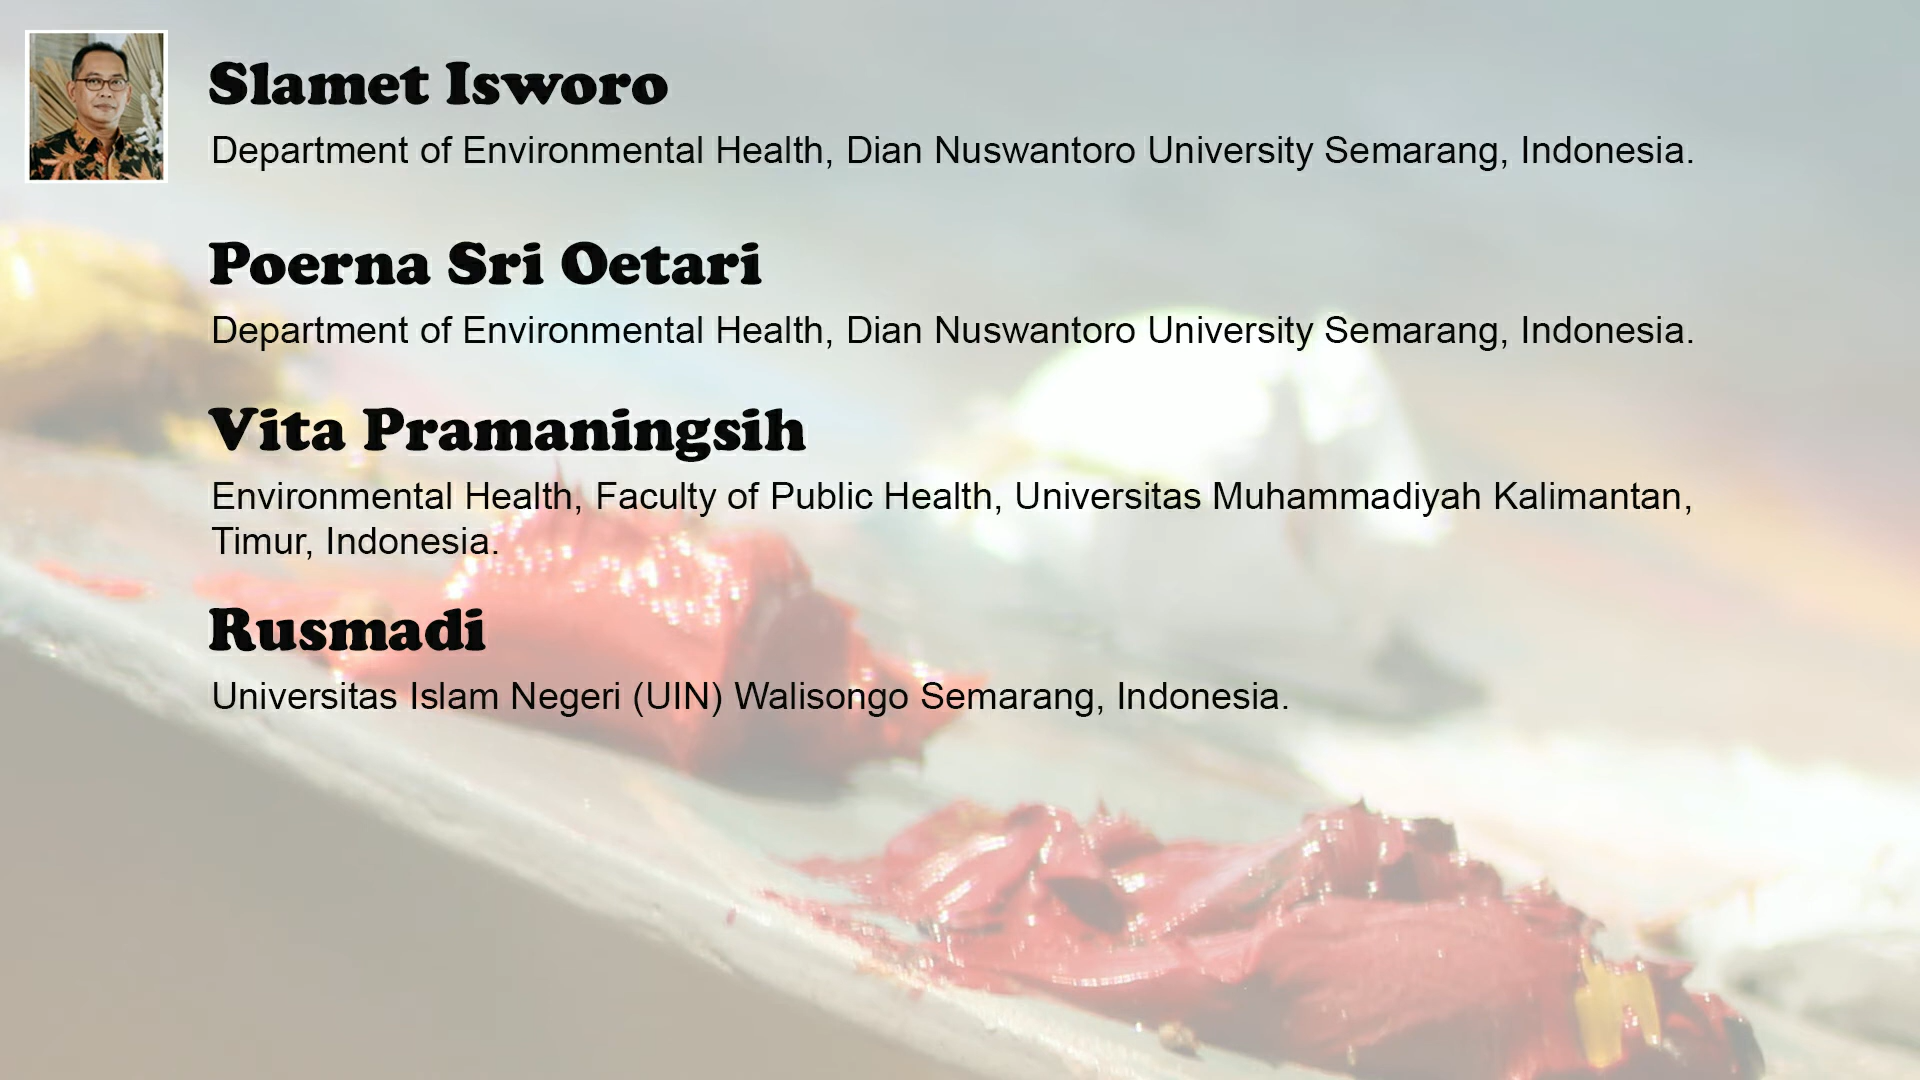 Slamet Isworo
Department of Environmental Health, Dian Nuswantoro University Semarang, Indonesia.
Poerna Sri Oetari
Department of Environmental Health, Dian Nuswantoro University Semarang, Indonesia.
Vita Pramaningsih
Environmental Health, Faculty of Public Health, Universitas Muhammadiyah Kalimantan,
Timur, Indonesia.
Rusmadi
Universitas Islam Negeri (UIN) Walisongo Semarang, Indonesia.